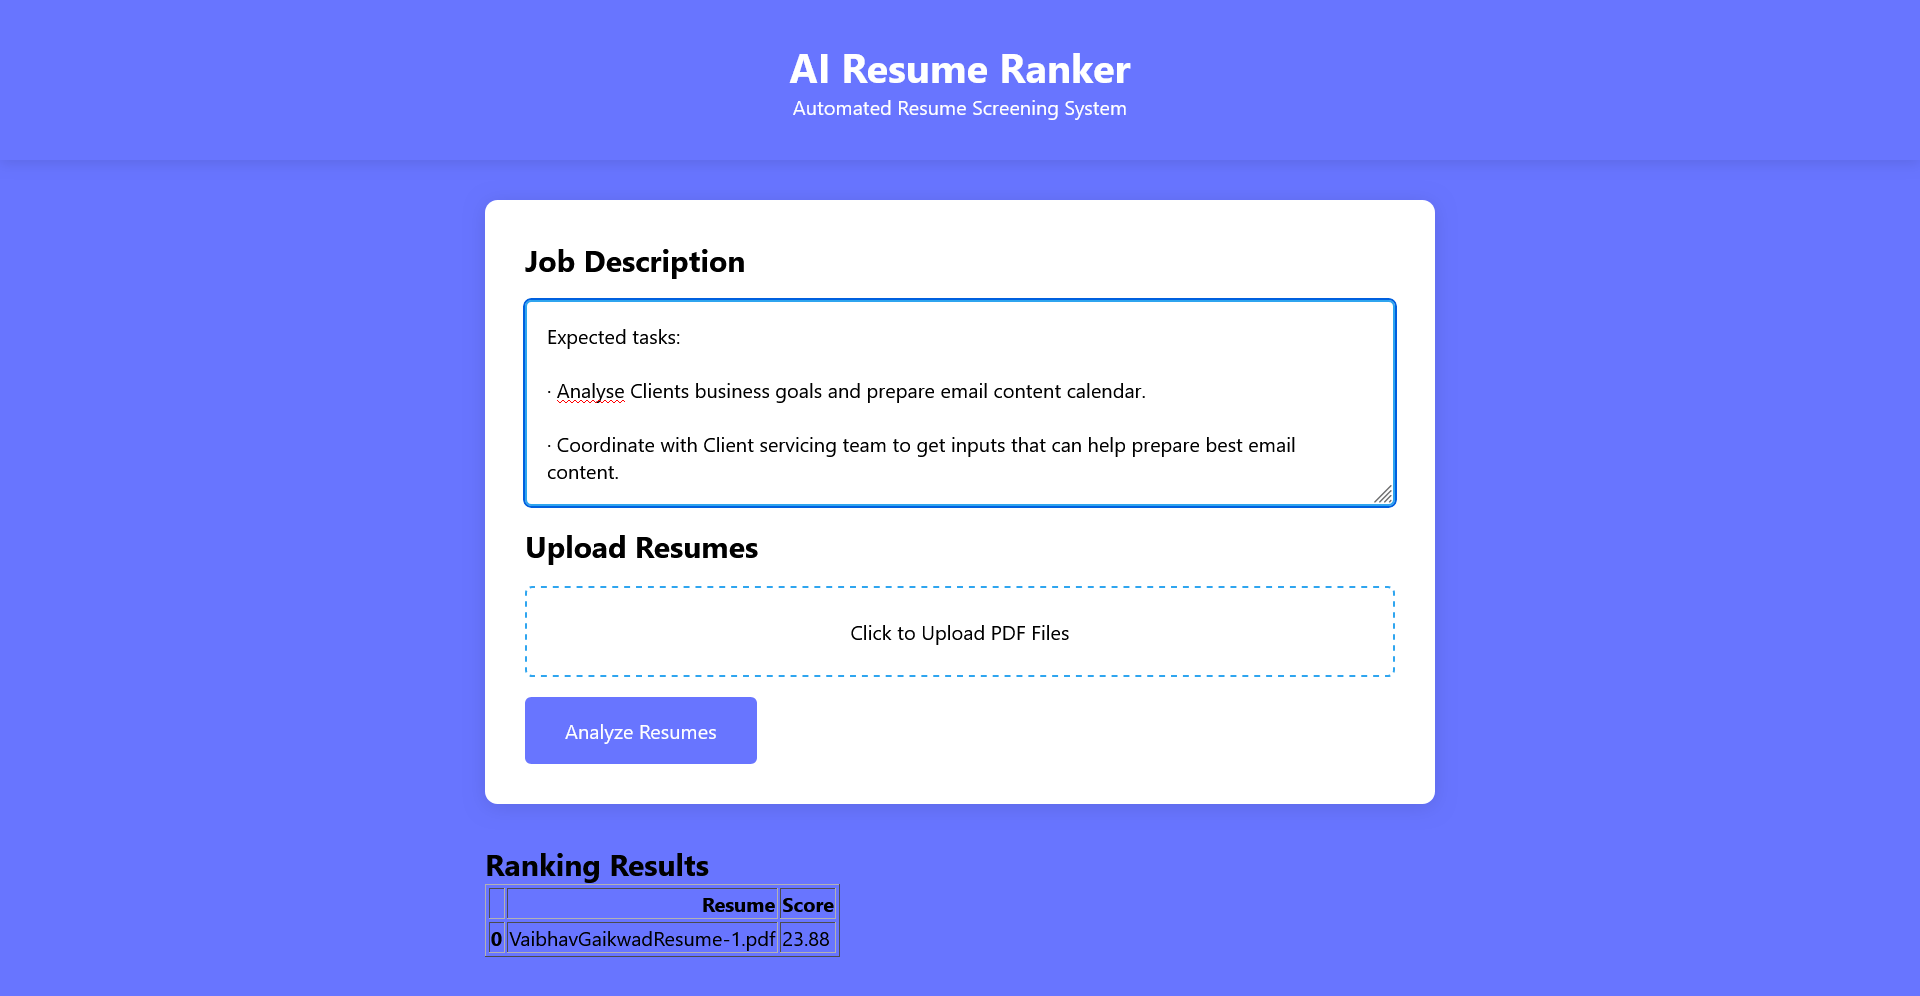 AI Resume Ranker
Automated Resume Screening System
Job Description
Expected tasks:
· Analyse Clients business goals and prepare email content calendar.
· Coordinate with Client servicing team to get inputs that can help prepare best email
content.
Upload Resumes
Click to Upload PDF Files
Analyze Resumes
Ranking Results
Resume Score
0 VaibhavGaikwadResume-1.pdf 23.88